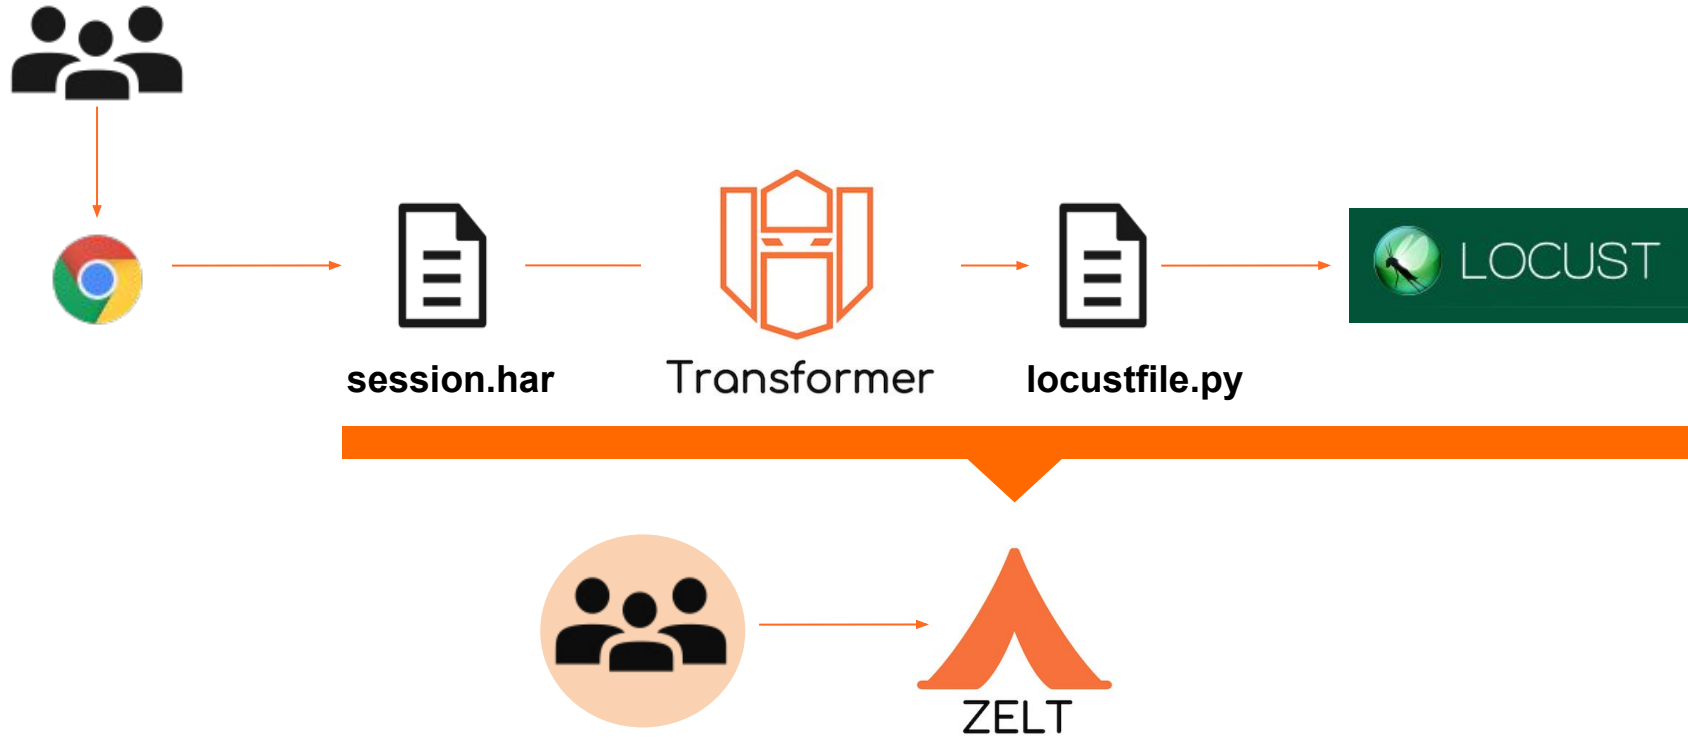 LOCUST
session.har
Transformer
locustfile.py
ZELT